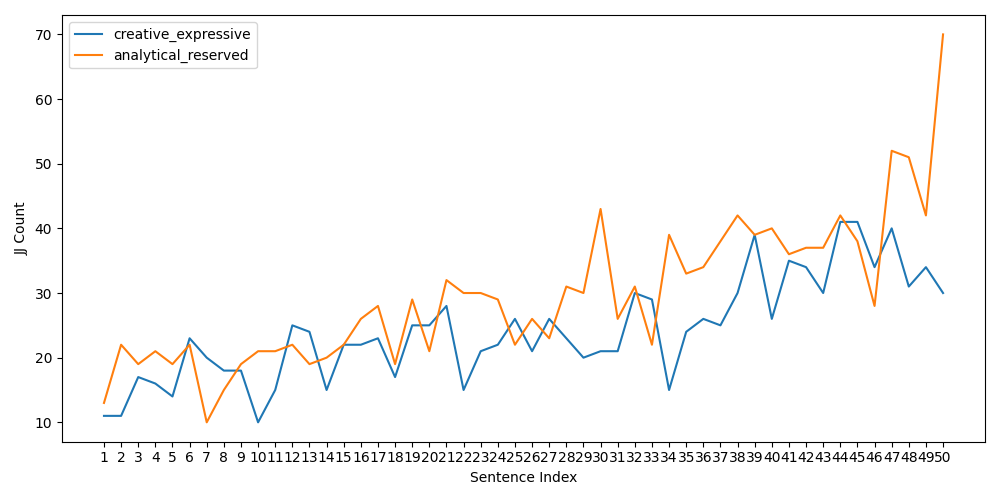 creative_expressive
analytical_reserved
70
60
50
40
30
20
10
JJ Count
1 2 3 4 5 6 7 8 9 10 11 12 13 14 15 16 17 18 19 20 21 22 23 24 25 26 27 28 29 30 31 32 33 34 35 36 37 38 39 40 41 42 43 44 45 46 47 48 49 50
Sentence Index